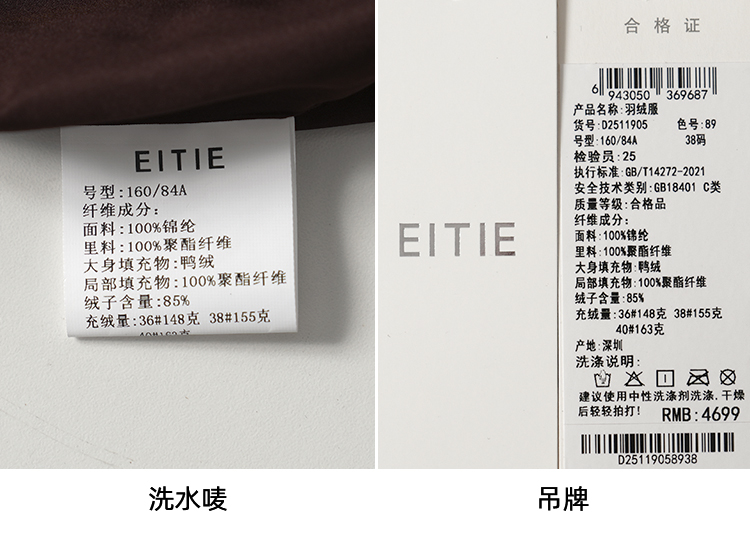 EITIE
号型:160/84A
纤维成分:
面料:100%锦纶
里料:100%聚酯纤维
大身填充物:鸭绒
局部填充物:100%聚酯纤维
绒子含量:85%
充绒量:36#148克 38#155克
40#163克
洗水唛
EITIE
合格证
6 943050 369687
产品名称:羽绒服
货号:D2511905 色号:89
号型:160/84A 38码
检验员:25
执行标准:GB/T14272-2021
安全技术类别:GB18401 C类
质量等级:合格品
纤维成分:
面料:100%锦纶
里料:100%聚酯纤维
大身填充物:鸭绒
局部填充物:100%聚酯纤维
绒子含量:85%
充绒量:36#148克 38#155克
40#163克
产地:深圳
洗涤说明:
建议使用中性洗涤剂洗涤,干燥
后轻轻拍打! RMB:4699
D25119058938
吊牌